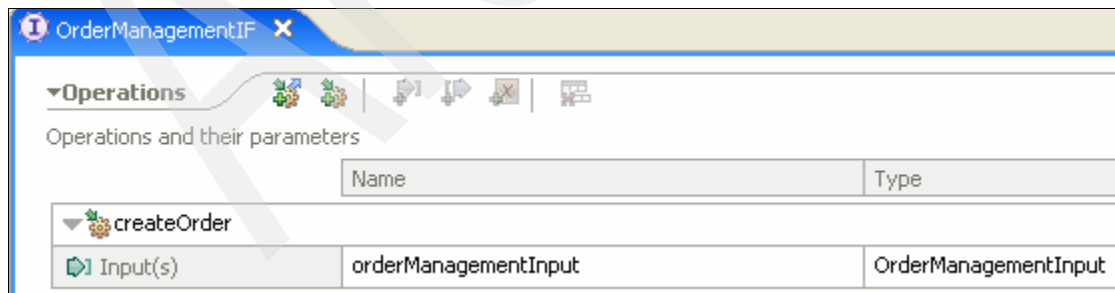 OrderManagementIF
Operations
Operations and their parameters
Name Type
createOrder
Input(s) orderManagementInput OrderManagementInput